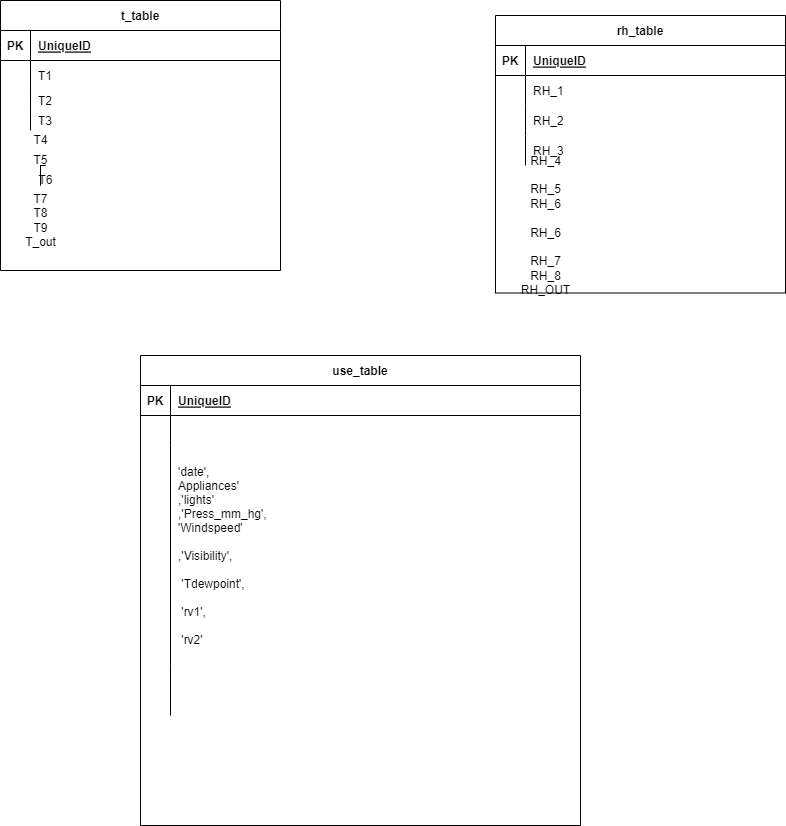 t_table
PK UniqueID
T1
T2
T3
T4
T5
T6
T7
T8
T9
T_out
rh_table
PK UniqueID
RH_1
RH_2
RH_3
RH_4
RH_5
RH_6
RH_6
RH_7
RH_8
RH_OUT
use_table
PK UniqueID
'date',
Appliances'
,'lights'
,'Press_mm_hg',
'Windspeed'
,'Visibility',
'Tdewpoint',
'rv1',
'rv2'